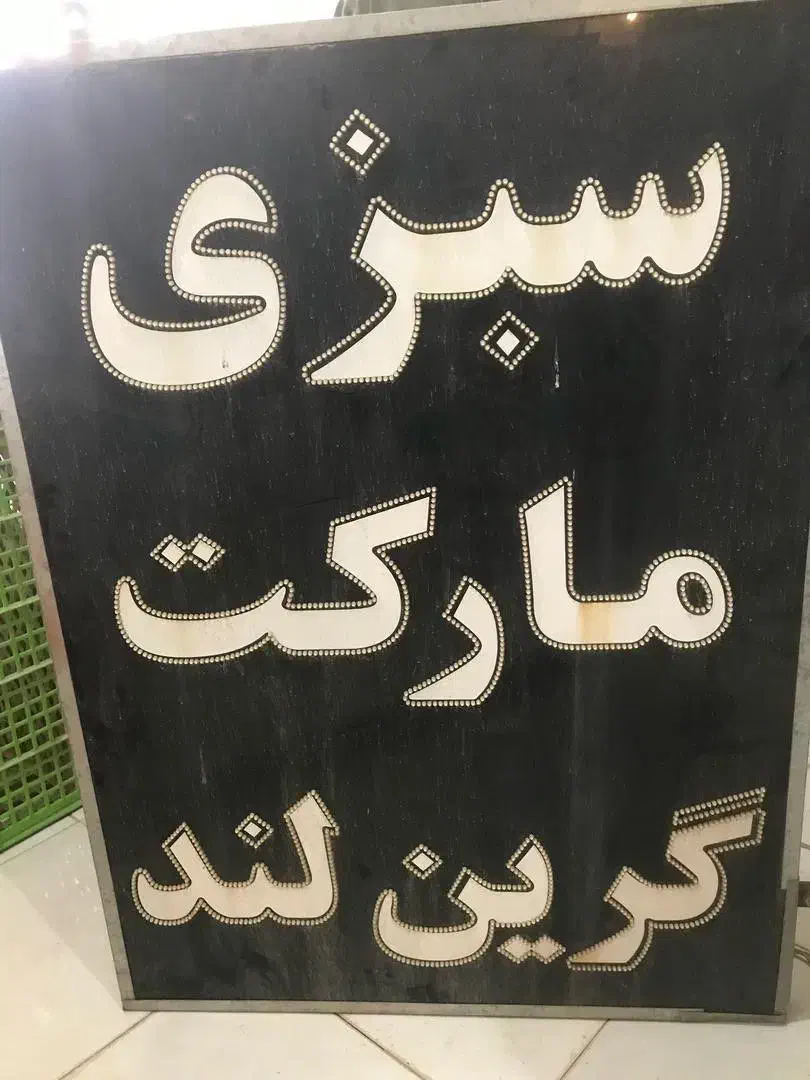 سبزی
مارکت
گرین لند